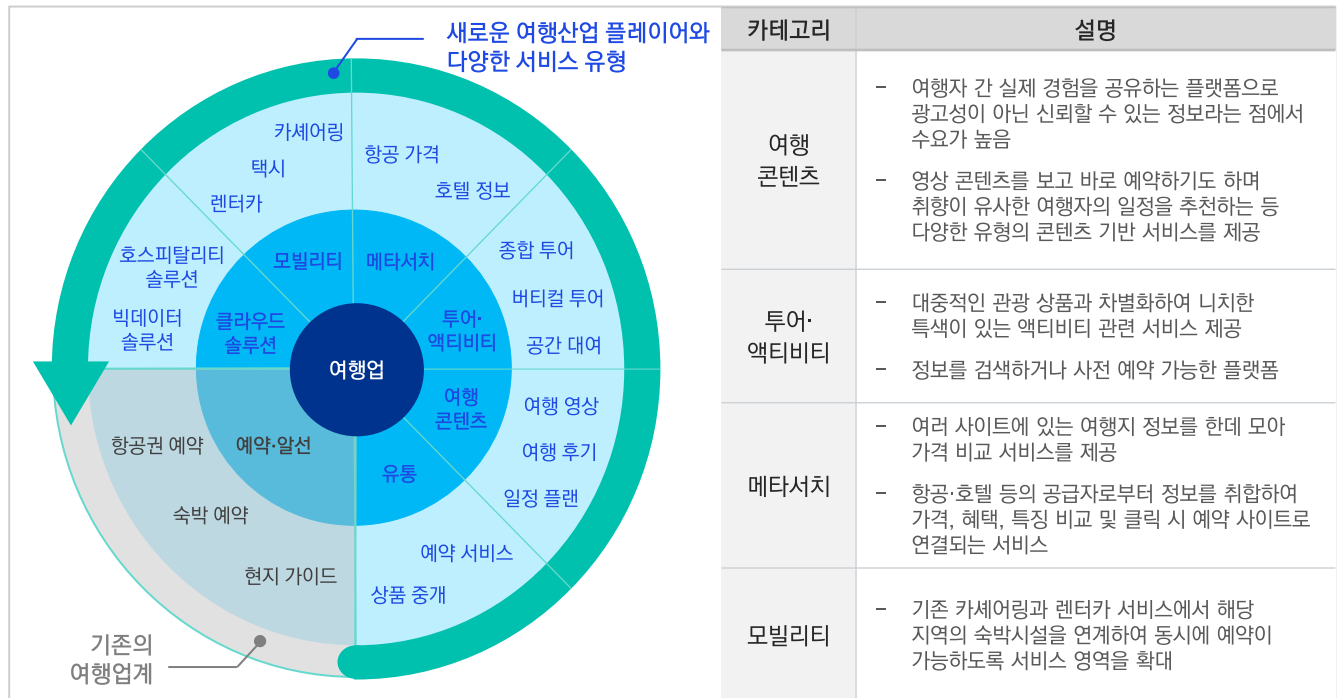 새로운 여행산업 플레이어와
다양한 서비스 유형
카셰어링
택시
렌터카
항공 가격
호텔 정보
호스피탈리티
솔루션
빅데이터
솔루션
종합 투어
버티컬 투어
공간 대여
모빌리티
메타서치
클라우드
솔루션
투어·
액티비티
여행업
여행
콘텐츠
예약·알선
유통
여행 영상
여행 후기
일정 플랜
항공권 예약
숙박 예약
현지 가이드
예약 서비스
상품 중개
기존의
여행업계
카테고리
설명
여행
콘텐츠
– 여행자 간 실제 경험을 공유하는 플랫폼으로
광고성이 아닌 신뢰할 수 있는 정보라는 점에서
수요가 높음
– 영상 콘텐츠를 보고 바로 예약하기도 하며
취향이 유사한 여행자의 일정을 추천하는 등
다양한 유형의 콘텐츠 기반 서비스를 제공
투어·
액티비티
– 대중적인 관광 상품과 차별화하여 니치한
특색이 있는 액티비티 관련 서비스 제공
– 정보를 검색하거나 사전 예약 가능한 플랫폼
메타서치
– 여러 사이트에 있는 여행지 정보를 한데 모아
가격 비교 서비스를 제공
– 항공·호텔 등의 공급자로부터 정보를 취합하여
가격, 혜택, 특징 비교 및 클릭 시 예약 사이트로
연결되는 서비스
모빌리티
– 기존 카셰어링과 렌터카 서비스에서 해당
지역의 숙박시설을 연계하여 동시에 예약이
가능하도록 서비스 영역을 확대